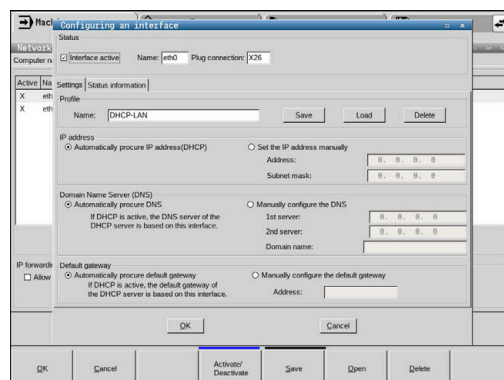 Configuring an interface
Status
Interface active Name: eth0 Plug connection: X26
Settings Status information
Profile
Name: DHCP-LAN Save Load Delete
IP address
Automatically procure IP address(DHCP) Set the IP address manually
Address: 0. 0. 0. 0
Subnet mask: 0. 0. 0. 0
Domain Name Server (DNS)
Automatically procure DNS Manually configure the DNS
If DHCP is active, the DNS server of the 1st server: 0. 0. 0. 0
DHCP server is based on this interface. 2nd server: 0. 0. 0. 0
Domain name:
Default gateway
Automatically procure default gateway Manually configure the default gateway
If DHCP is active, the default gateway of Address:
the DHCP server is based on this interface.
OK Cancel
Network
Computer na
Active Na
X eth
X eth
IP forwardi
Allow
OK Cancel Activate/ Save Open Delete
Deactivate